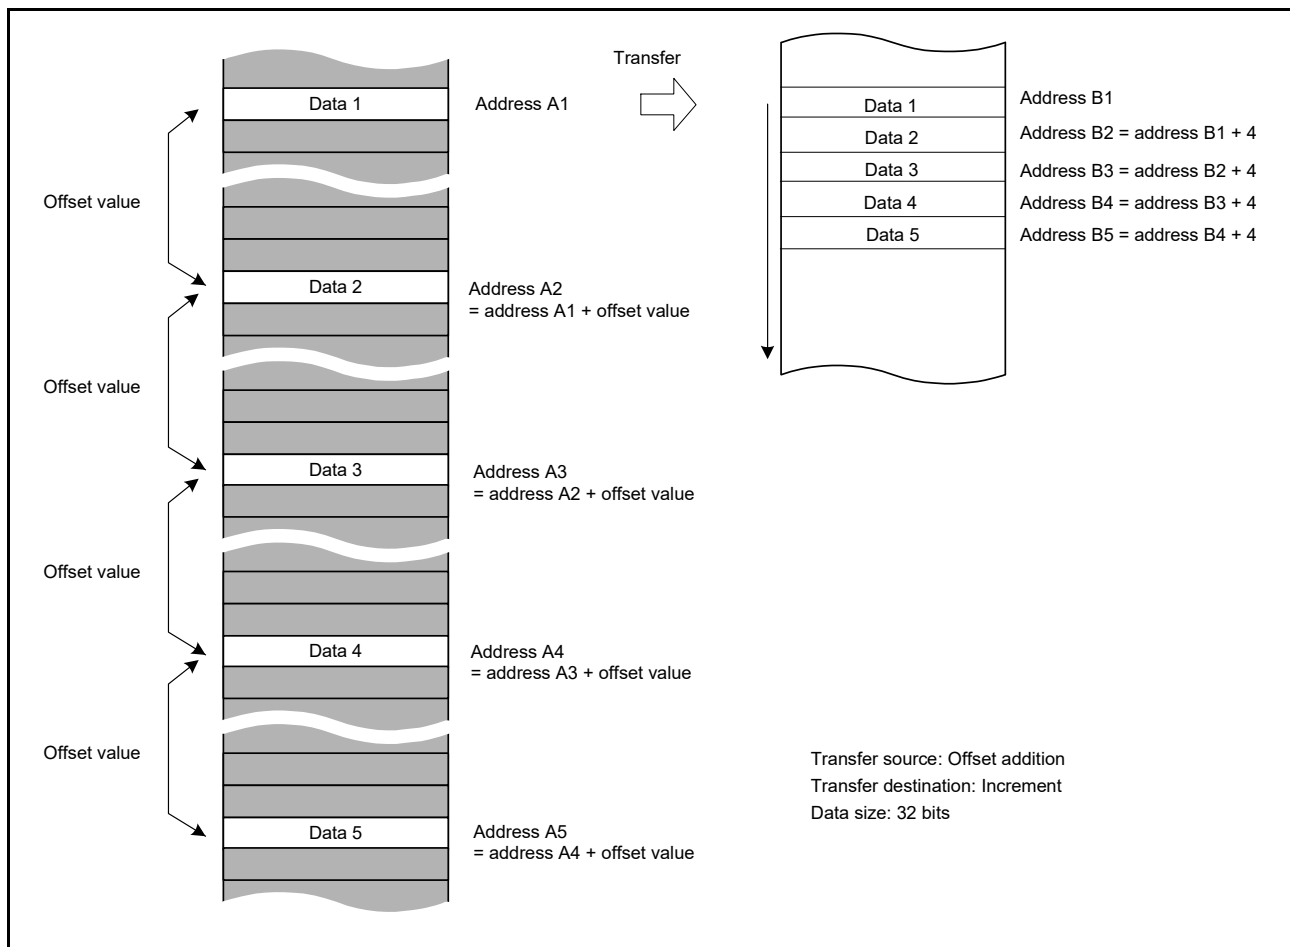 Transfer
Data 1
Address A1
Data 1
Address B1
Data 2
Address B2 = address B1 + 4
Data 3
Address B3 = address B2 + 4
Offset value
Data 4
Address B4 = address B3 + 4
Data 5
Address B5 = address B4 + 4
Data 2
Address A2
= address A1 + offset value
Offset value
Data 3
Address A3
= address A2 + offset value
Offset value
Data 4
Address A4
= address A3 + offset value
Offset value
Transfer source: Offset addition
Transfer destination: Increment
Data size: 32 bits
Data 5
Address A5
= address A4 + offset value